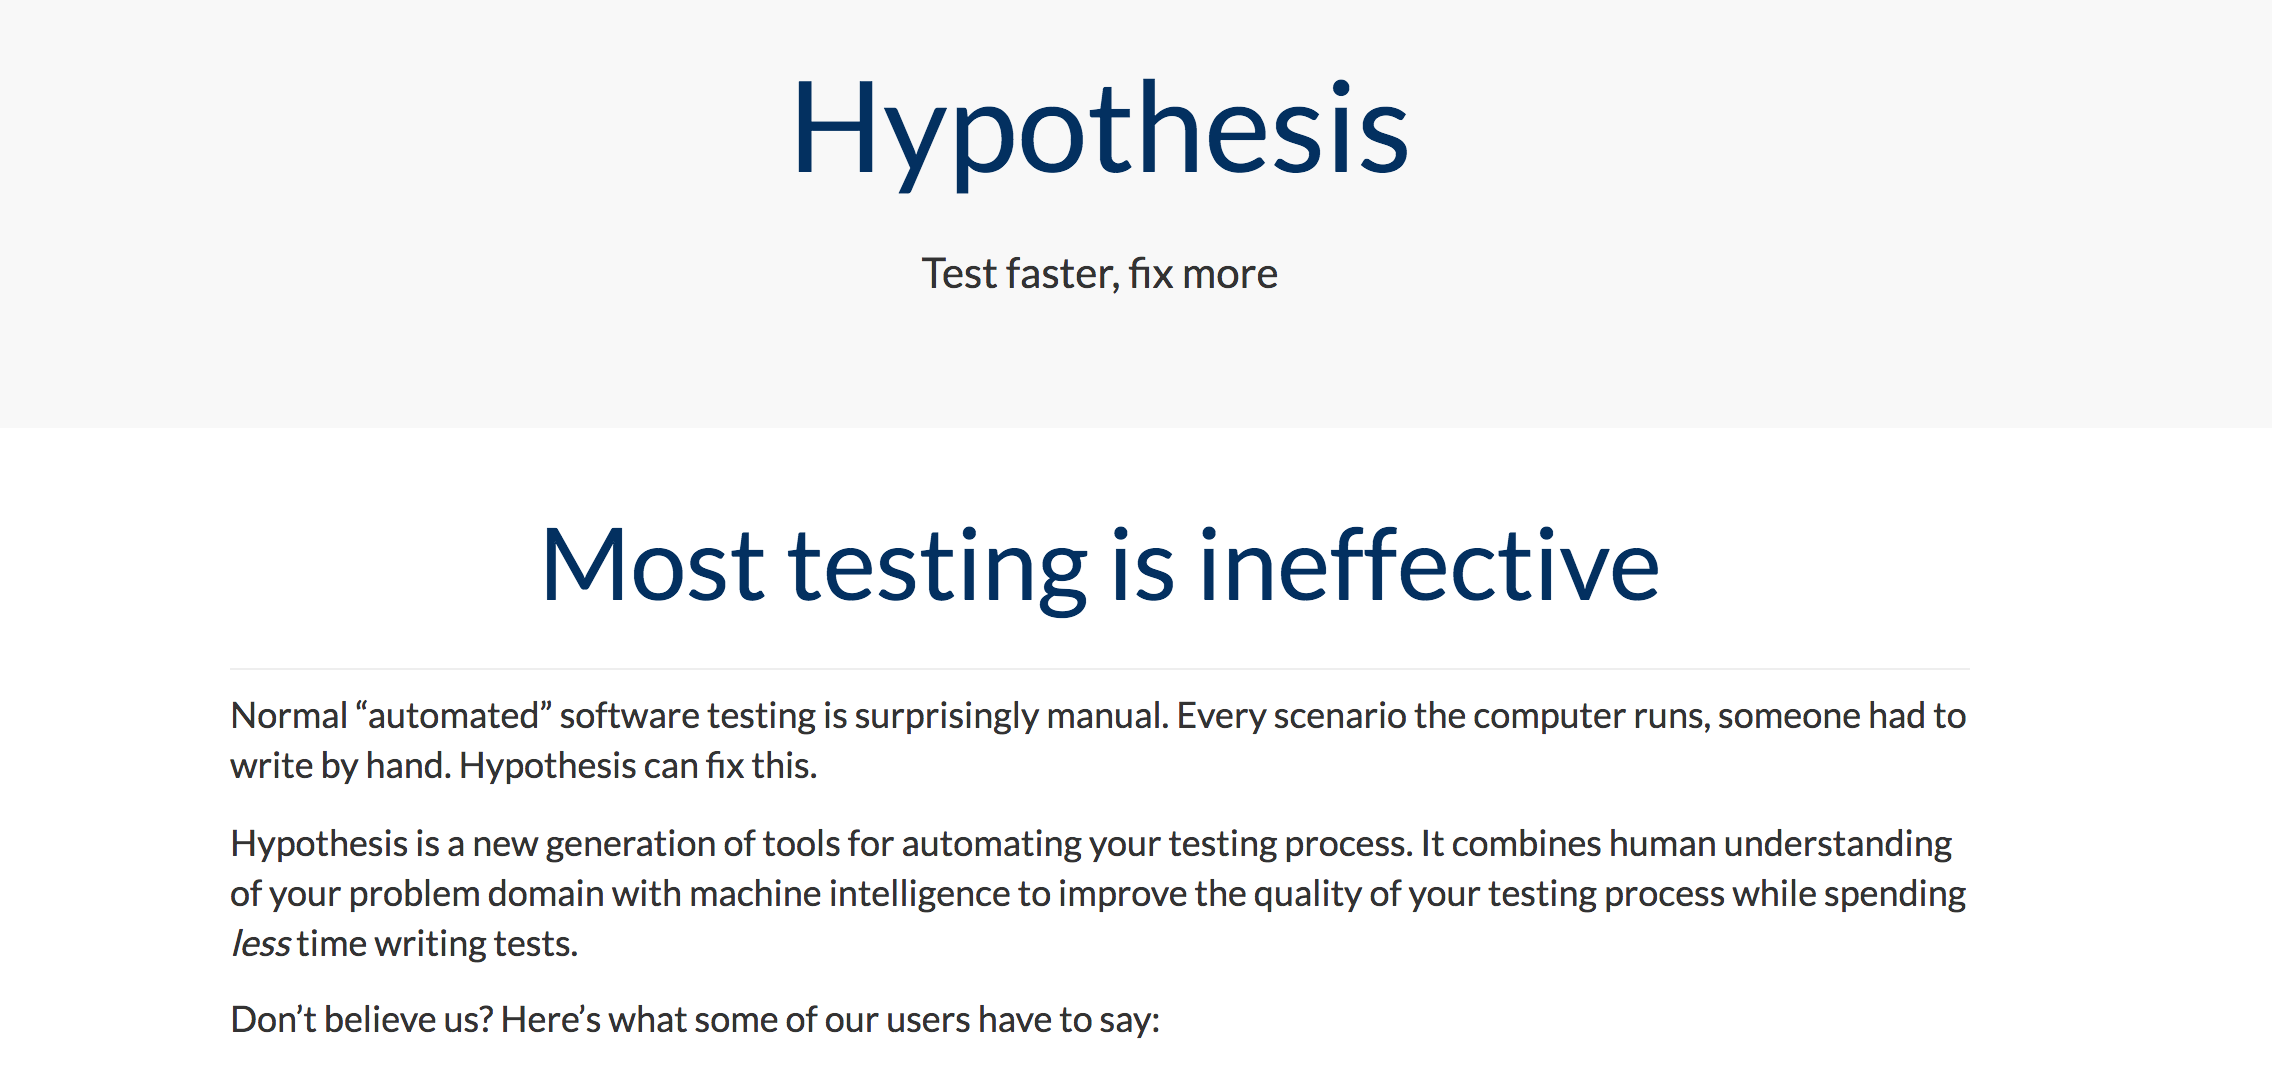 Hypothesis
Test faster, fix more
Most testing is ineffective
Normal “automated” software testing is surprisingly manual. Every scenario the computer runs, someone had to
write by hand. Hypothesis can fix this.
Hypothesis is a new generation of tools for automating your testing process. It combines human understanding
of your problem domain with machine intelligence to improve the quality of your testing process while spending
less time writing tests.
Don’t believe us? Here’s what some of our users have to say: